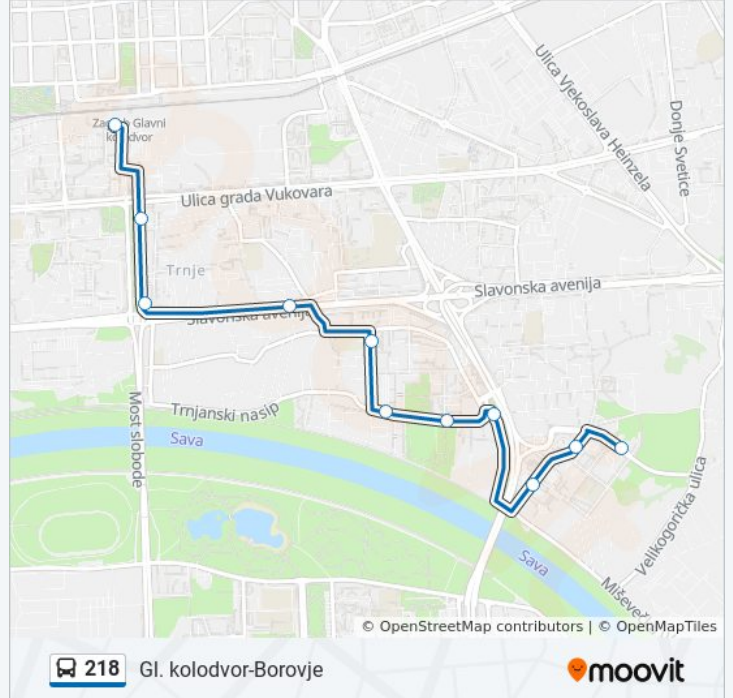 Ulica Vjekoslava Heinzela
Donje Svetice
Zagreb Glavni
kolodvor
Ulica grada Vukovara
Trnje
Slavonska avenija
Slavonska avenija
Most slobode
Trnjanski nasip
Sava
Velikogorička ulica
Sava
© OpenStreetMap contributors | © OpenMapTiles
218 Gl. kolodvor-Borovje
moovit